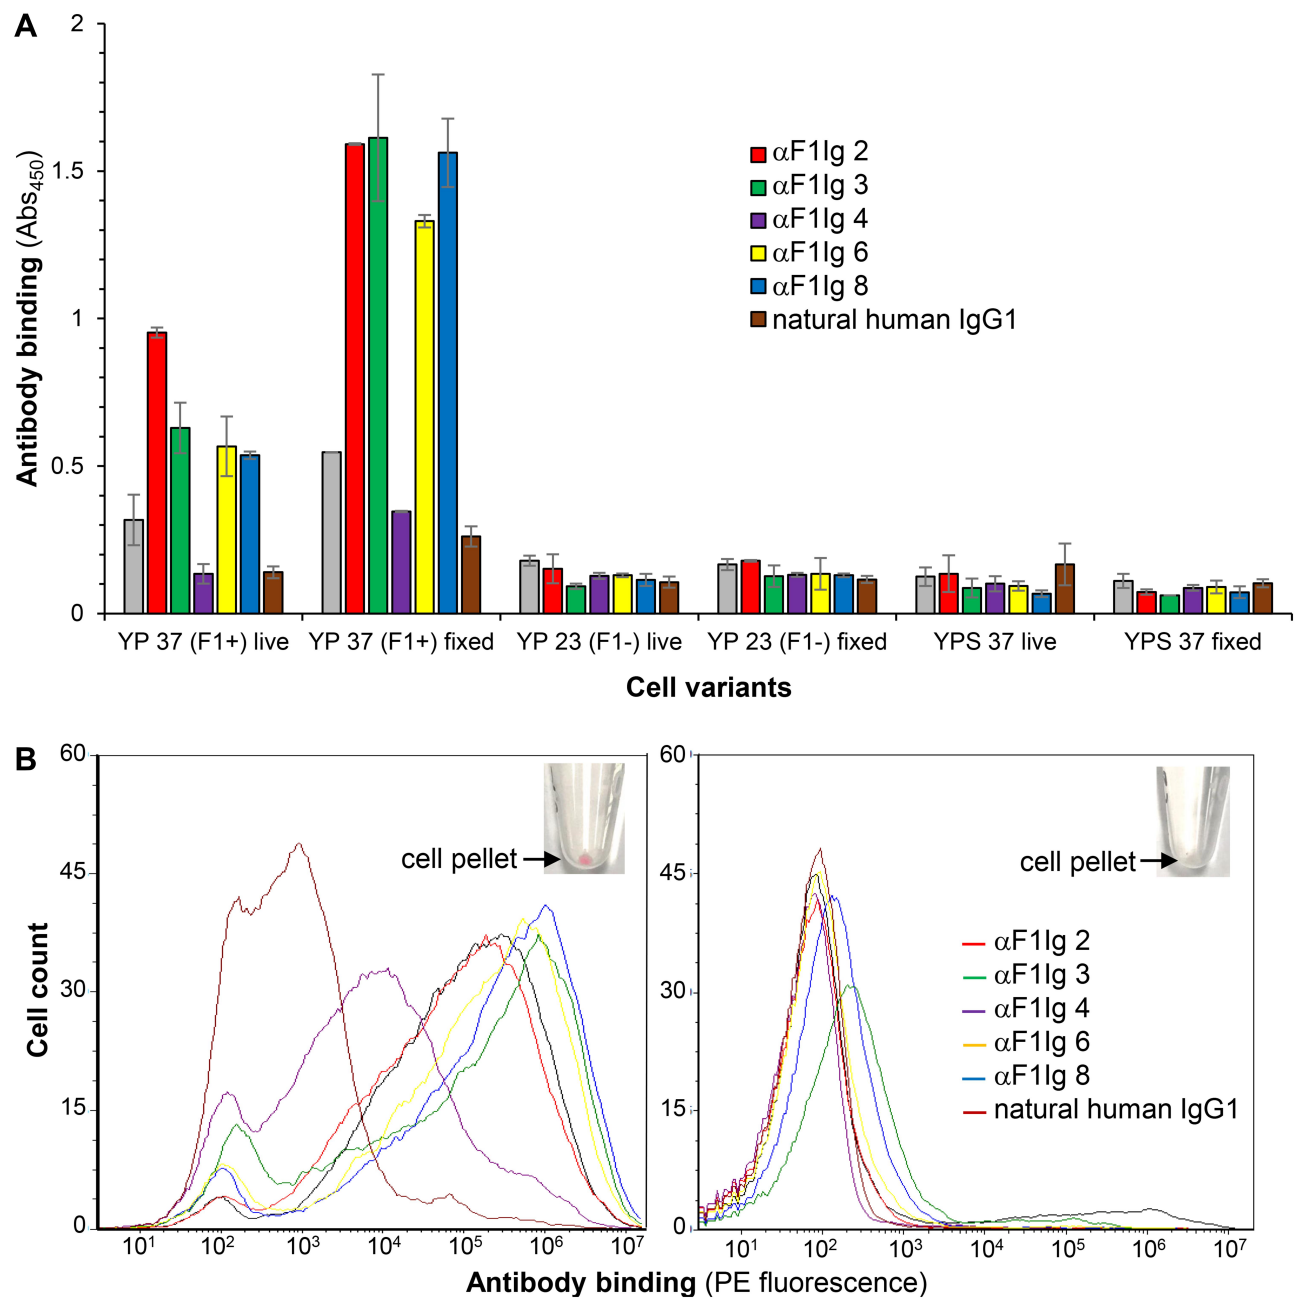 A
2
1.5
1
0.5
0
Antibody binding (Abs450)
αF1Ig 2
αF1Ig 3
αF1Ig 4
αF1Ig 6
αF1Ig 8
natural human IgG1
YP 37 (F1+) live
YP 37 (F1+) fixed
YP 23 (F1-) live
YP 23 (F1-) fixed
YPS 37 live
YPS 37 fixed
Cell variants
B
60
45
30
15
0
Cell count
cell pellet
10¹ 10² 10³ 10⁴ 10⁵ 10⁶ 10⁷
60
45
30
15
0
cell pellet
αF1Ig 2
αF1Ig 3
αF1Ig 4
αF1Ig 6
αF1Ig 8
natural human IgG1
10¹ 10² 10³ 10⁴ 10⁵ 10⁶ 10⁷
Antibody binding (PE fluorescence)